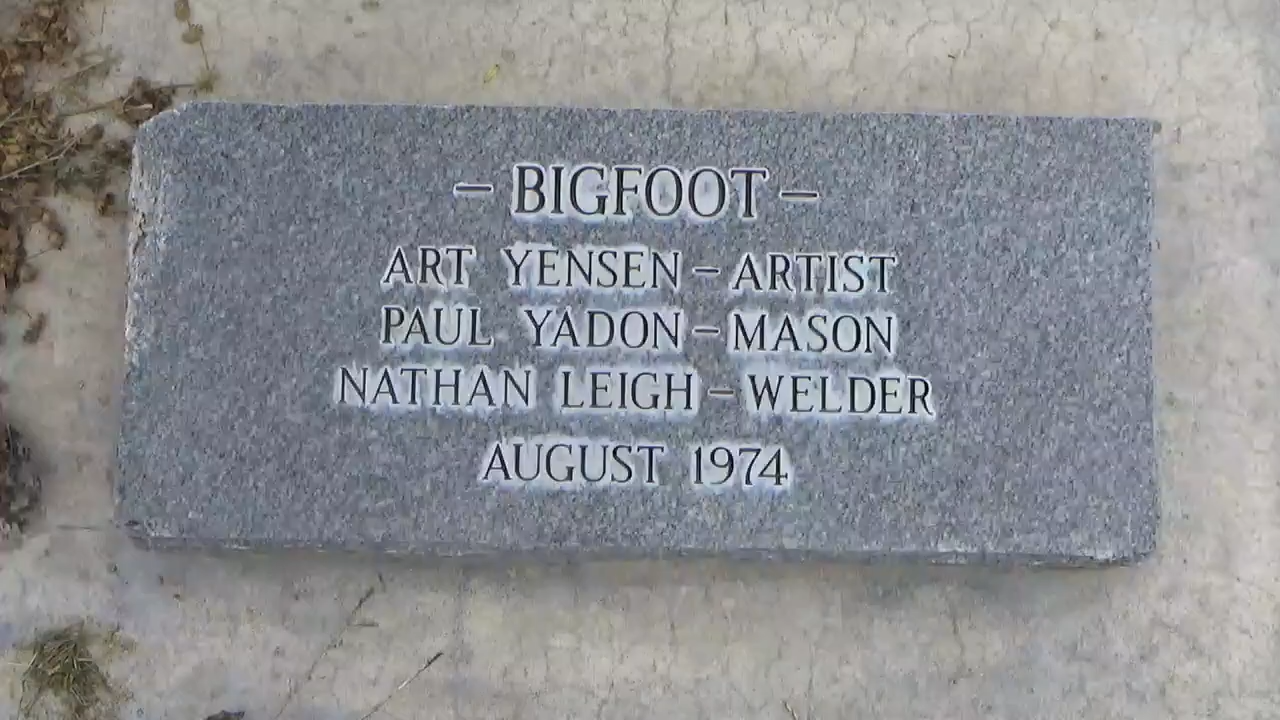 — BIGFOOT —
ART YENSEN – ARTIST
PAUL YADON – MASON
NATHAN LEIGH – WELDER
AUGUST 1974